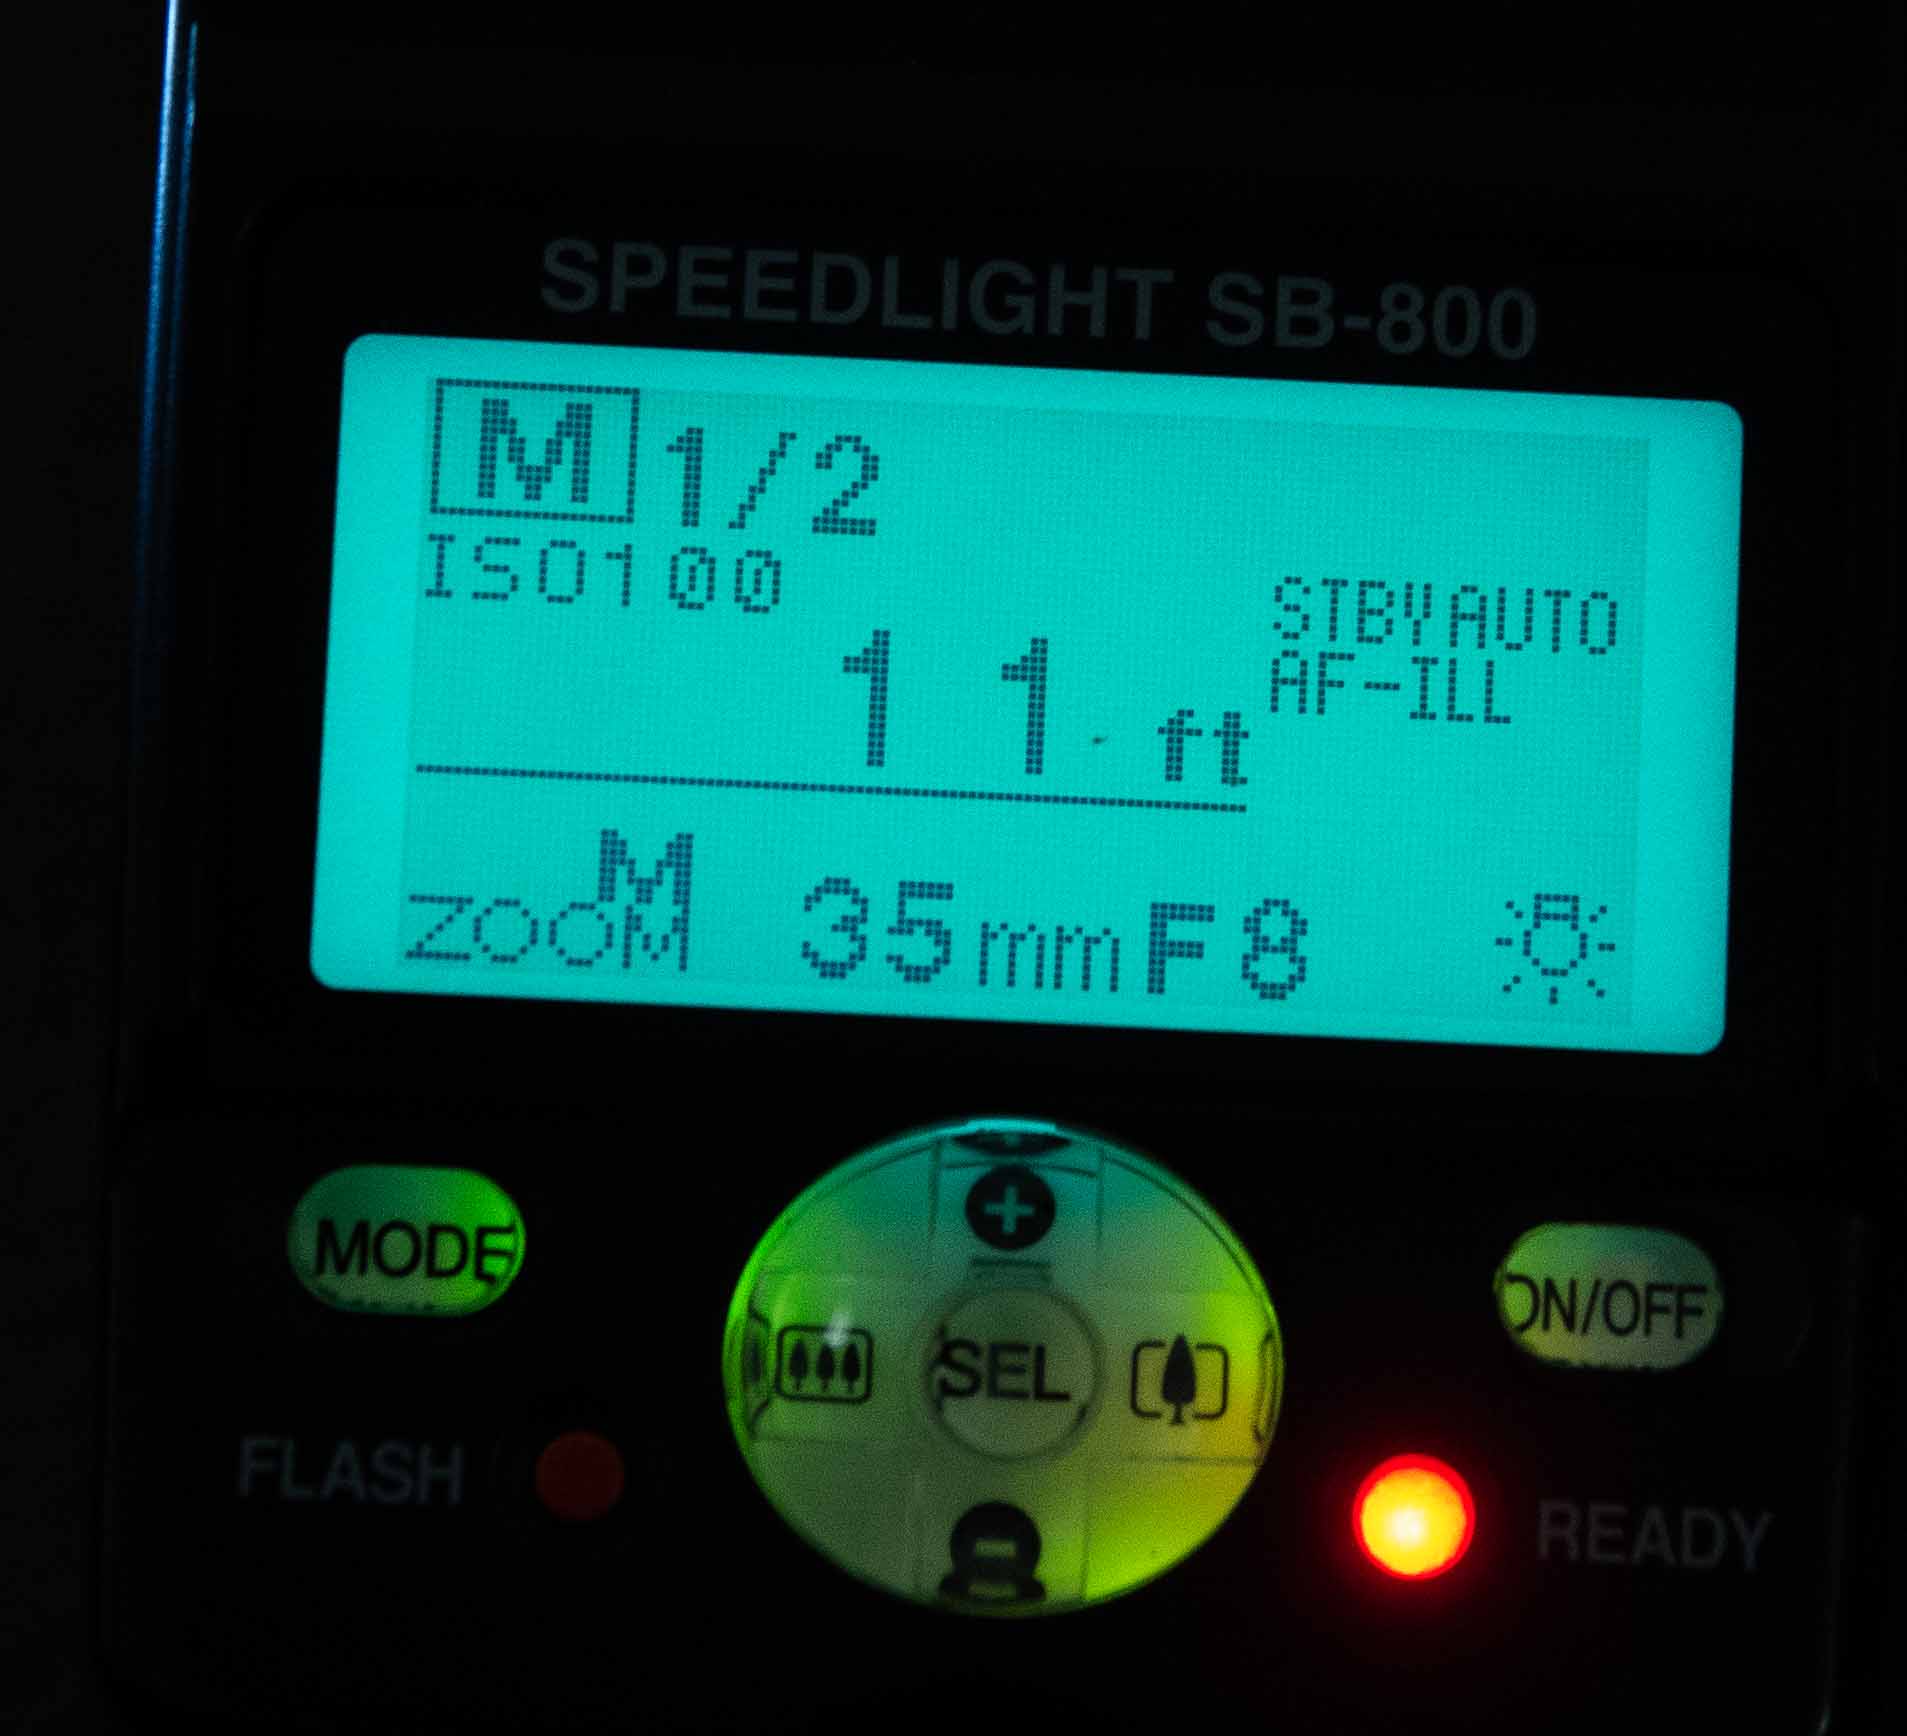 SPEEDLIGHT SB-800
M 1/2
ISO100
STBY AUTO
11 ft
AF-ILL
M
ZOOM 35mm F8
MODE
ON/OFF
SEL
FLASH
READY